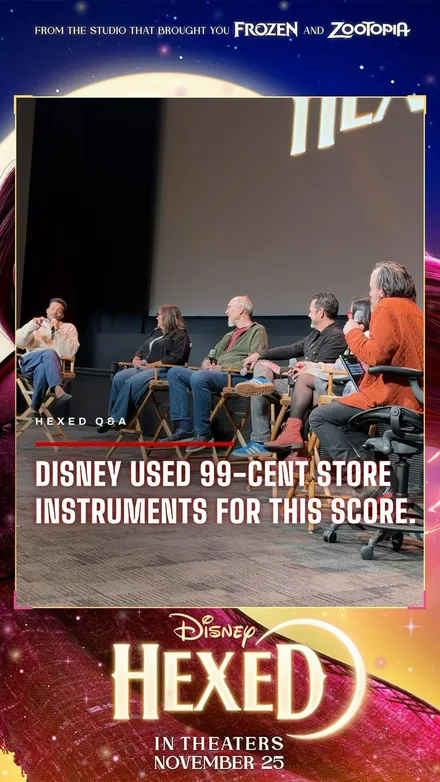 FROM THE STUDIO THAT BROUGHT YOU FROZEN AND ZOOTOPIA
HEX
HEXED Q&A
DISNEY USED 99-CENT STORE
INSTRUMENTS FOR THIS SCORE.
Disney
HEXED
IN THEATERS
NOVEMBER 25